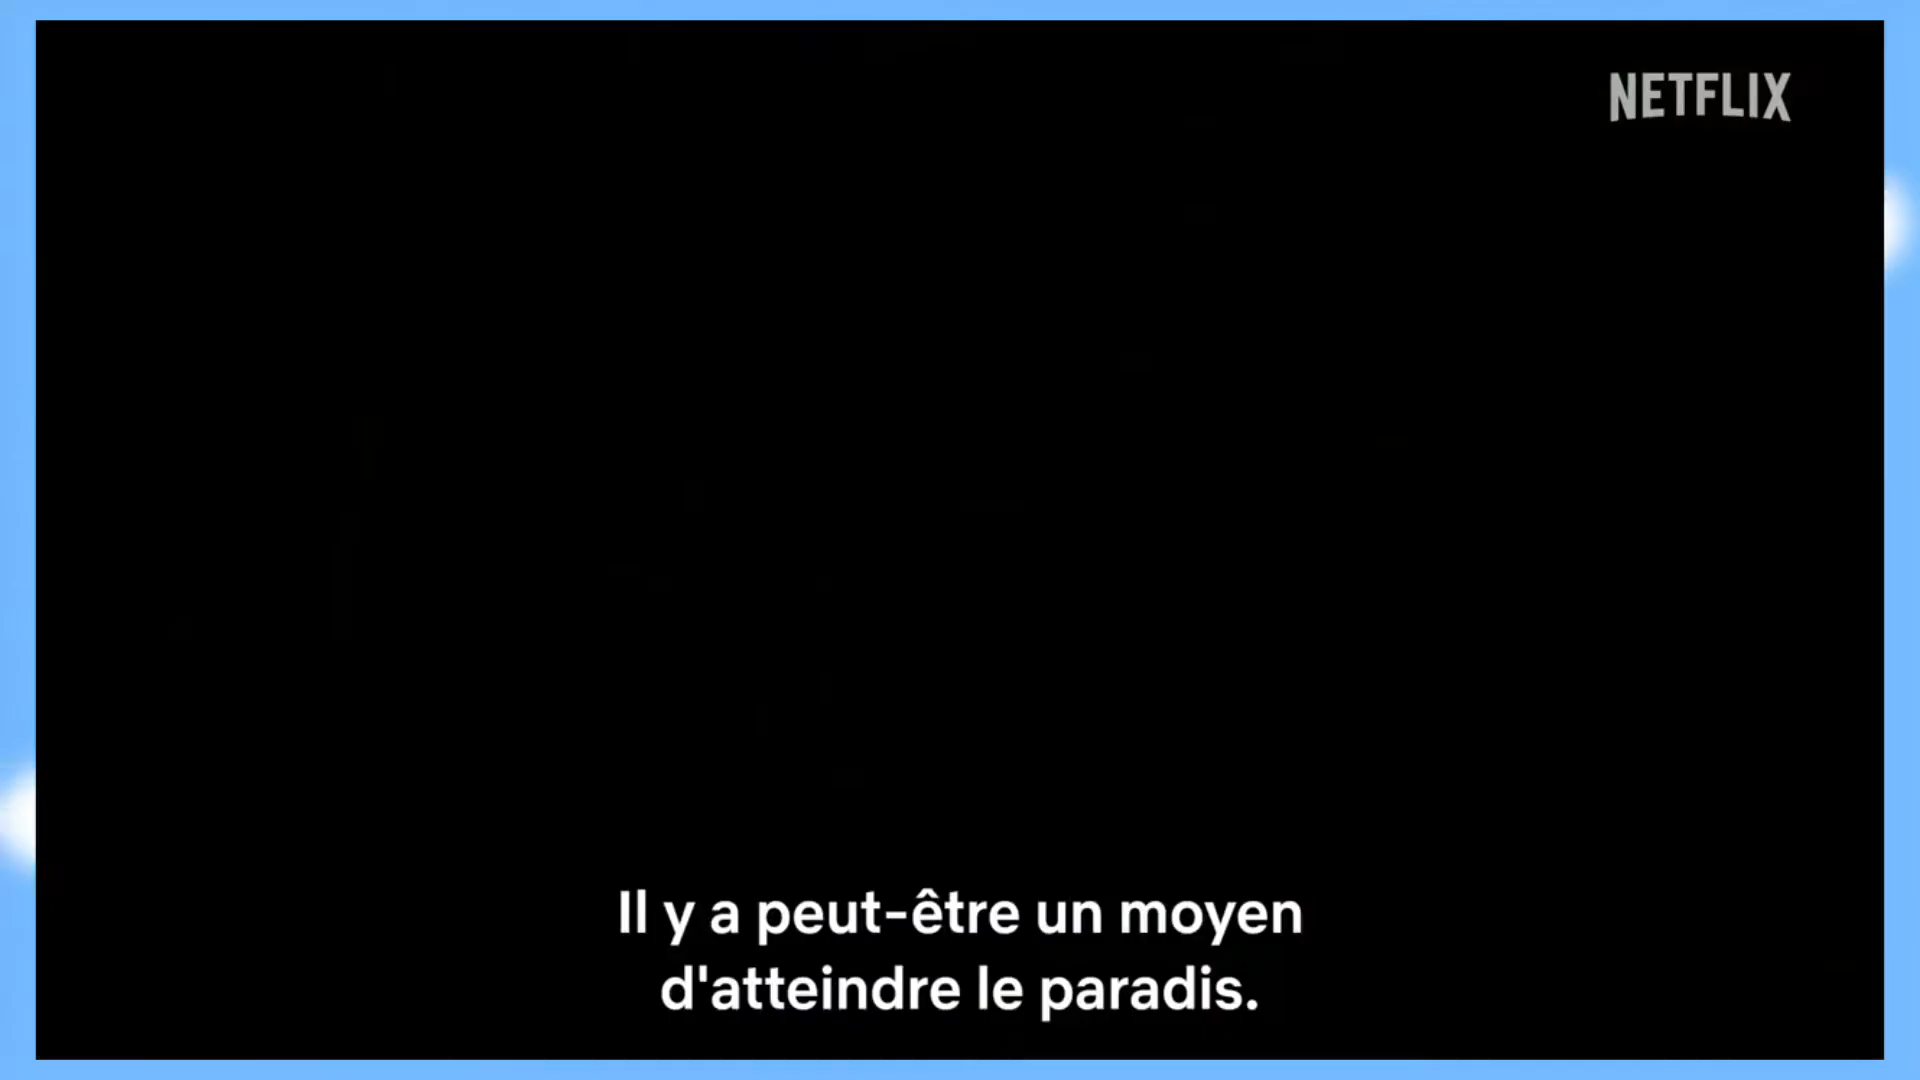 NETFLIX
Il y a peut-être un moyen
d'atteindre le paradis.